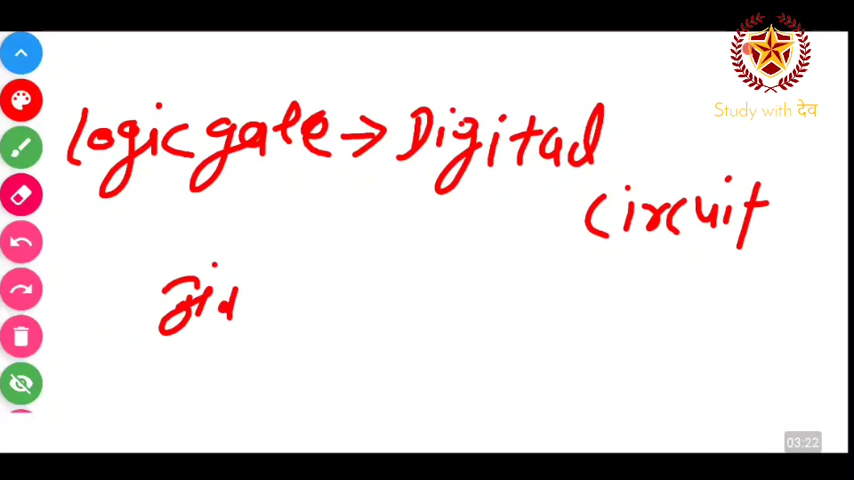 Study with देव
Logic gate → Digital
circuit
03:22